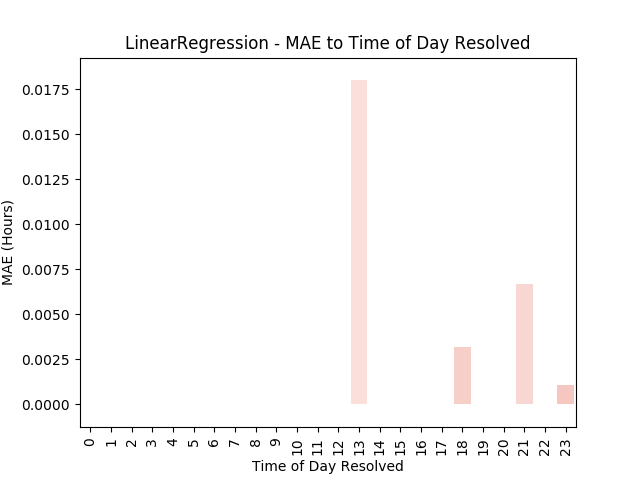 LinearRegression - MAE to Time of Day Resolved
MAE (Hours)
0.0175
0.0150
0.0125
0.0100
0.0075
0.0050
0.0025
0.0000
0 1 2 3 4 5 6 7 8 9 10 11 12 13 14 15 16 17 18 19 20 21 22 23
Time of Day Resolved